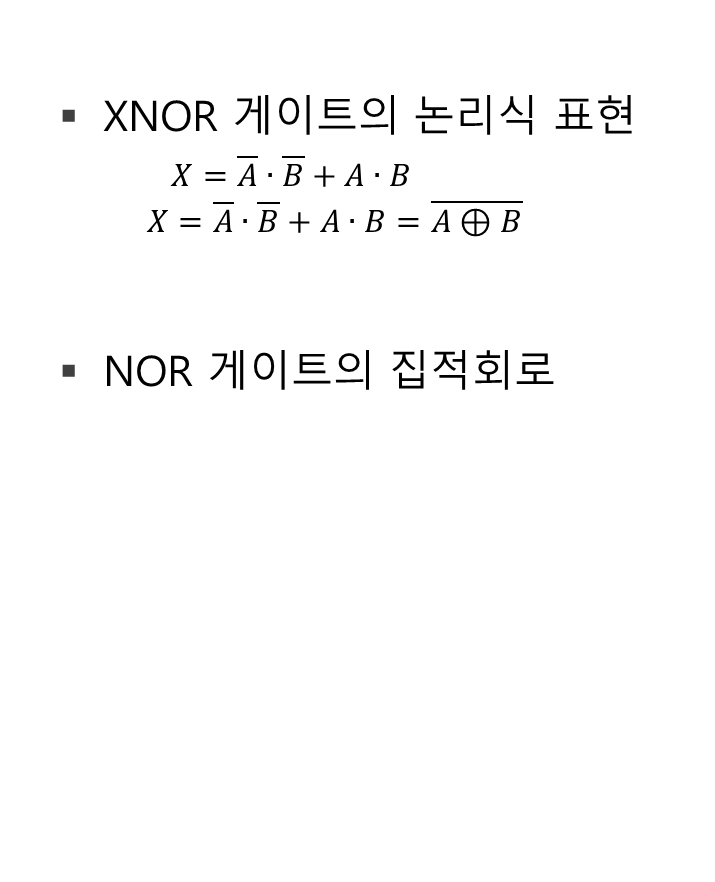 ▪ XNOR 게이트의 논리식 표현
X = A̅ · B̅ + A · B
X = A̅ · B̅ + A · B = \overline{A ⊕ B}
▪ NOR 게이트의 집적회로